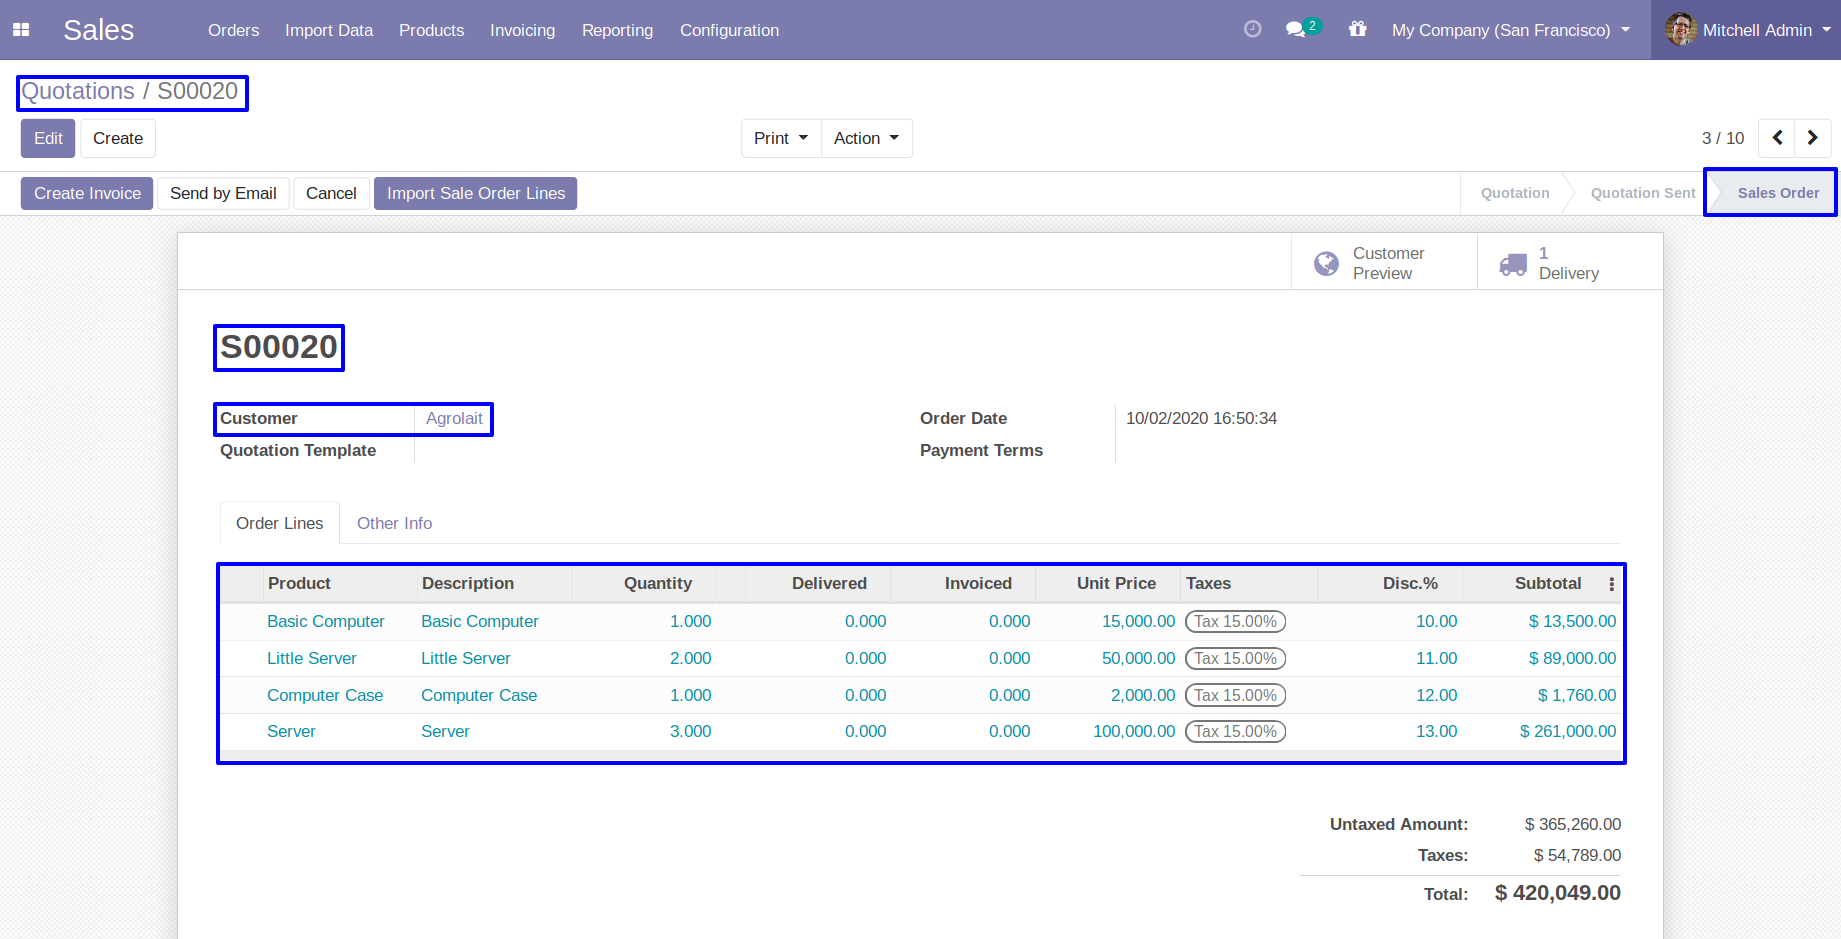 Sales Orders Import Data Products Invoicing Reporting Configuration 2 My Company (San Francisco) Mitchell Admin
Quotations / S00020
Edit Create Print Action 3 / 10
Create Invoice Send by Email Cancel Import Sale Order Lines Quotation Quotation Sent Sales Order
Customer Preview
1 Delivery
S00020
Customer Agrolait Order Date 10/02/2020 16:50:34
Quotation Template Payment Terms
Order Lines Other Info
Product Description Quantity Delivered Invoiced Unit Price Taxes Disc.% Subtotal
Basic Computer Basic Computer 1.000 0.000 0.000 15,000.00 Tax 15.00% 10.00 $ 13,500.00
Little Server Little Server 2.000 0.000 0.000 50,000.00 Tax 15.00% 11.00 $ 89,000.00
Computer Case Computer Case 1.000 0.000 0.000 2,000.00 Tax 15.00% 12.00 $ 1,760.00
Server Server 3.000 0.000 0.000 100,000.00 Tax 15.00% 13.00 $ 261,000.00
Untaxed Amount: $ 365,260.00
Taxes: $ 54,789.00
Total: $ 420,049.00